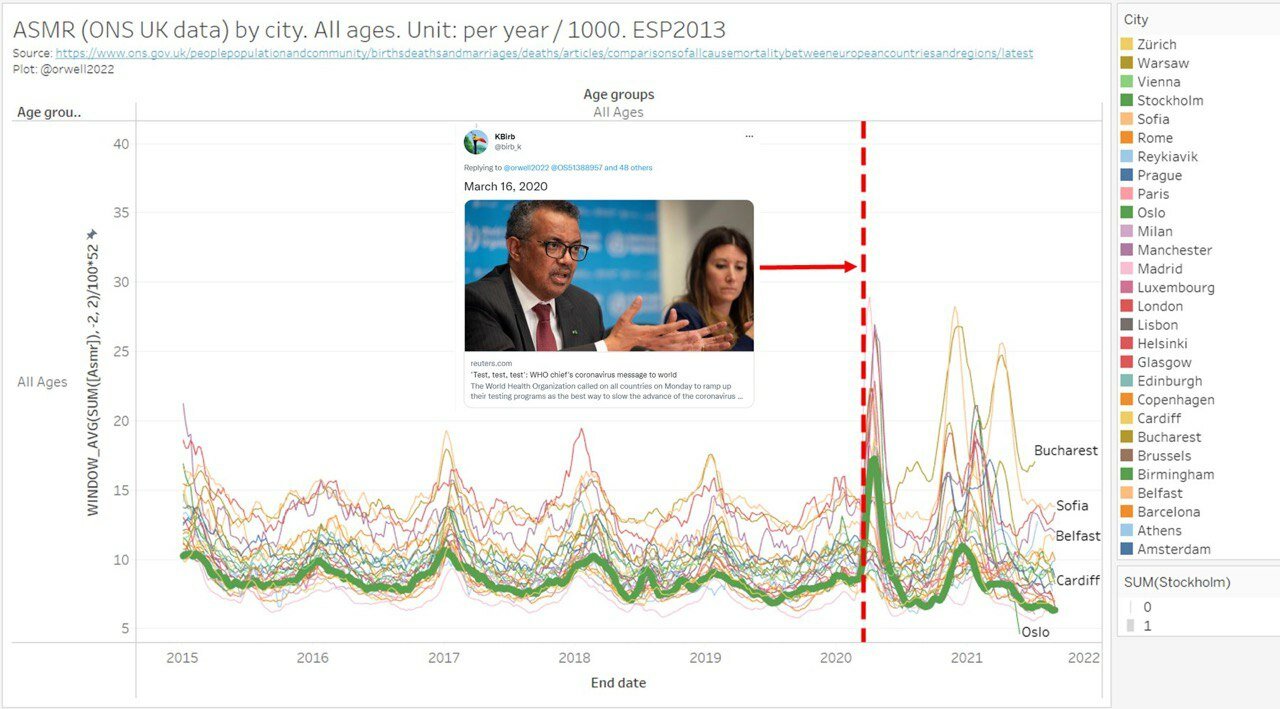 ASMR (ONS UK data) by city. All ages. Unit: per year / 1000. ESP2013
Source: https://www.ons.gov.uk/peoplepopulationandcommunity/birthsdeathsandmarriages/deaths/articles/comparisonsofallcausemortalitybetweeneuropeancountriesandregions/latest
Plot: @orwell2022
Age groups
Age grou..
All Ages
KBirb
@birb_k
...
Replying to @orwell2022 @OS51388957 and 48 others
March 16, 2020
reuters.com
'Test, test, test': WHO chief's coronavirus message to world
The World Health Organization called on all countries on Monday to ramp up
their testing programs as the best way to slow the advance of the coronavirus ...
All Ages
WINDOW_AVG(SUM([Asmr]), -2, 2)/100*52
40
35
30
25
20
15
10
5
Bucharest
Sofia
Belfast
Cardiff
Oslo
2015
2016
2017
2018
2019
2020
2021
2022
End date
City
Zürich
Warsaw
Vienna
Stockholm
Sofia
Rome
Reykiavik
Prague
Paris
Oslo
Milan
Manchester
Madrid
Luxembourg
London
Lisbon
Helsinki
Glasgow
Edinburgh
Copenhagen
Cardiff
Bucharest
Brussels
Birmingham
Belfast
Barcelona
Athens
Amsterdam
SUM(Stockholm)
0
1